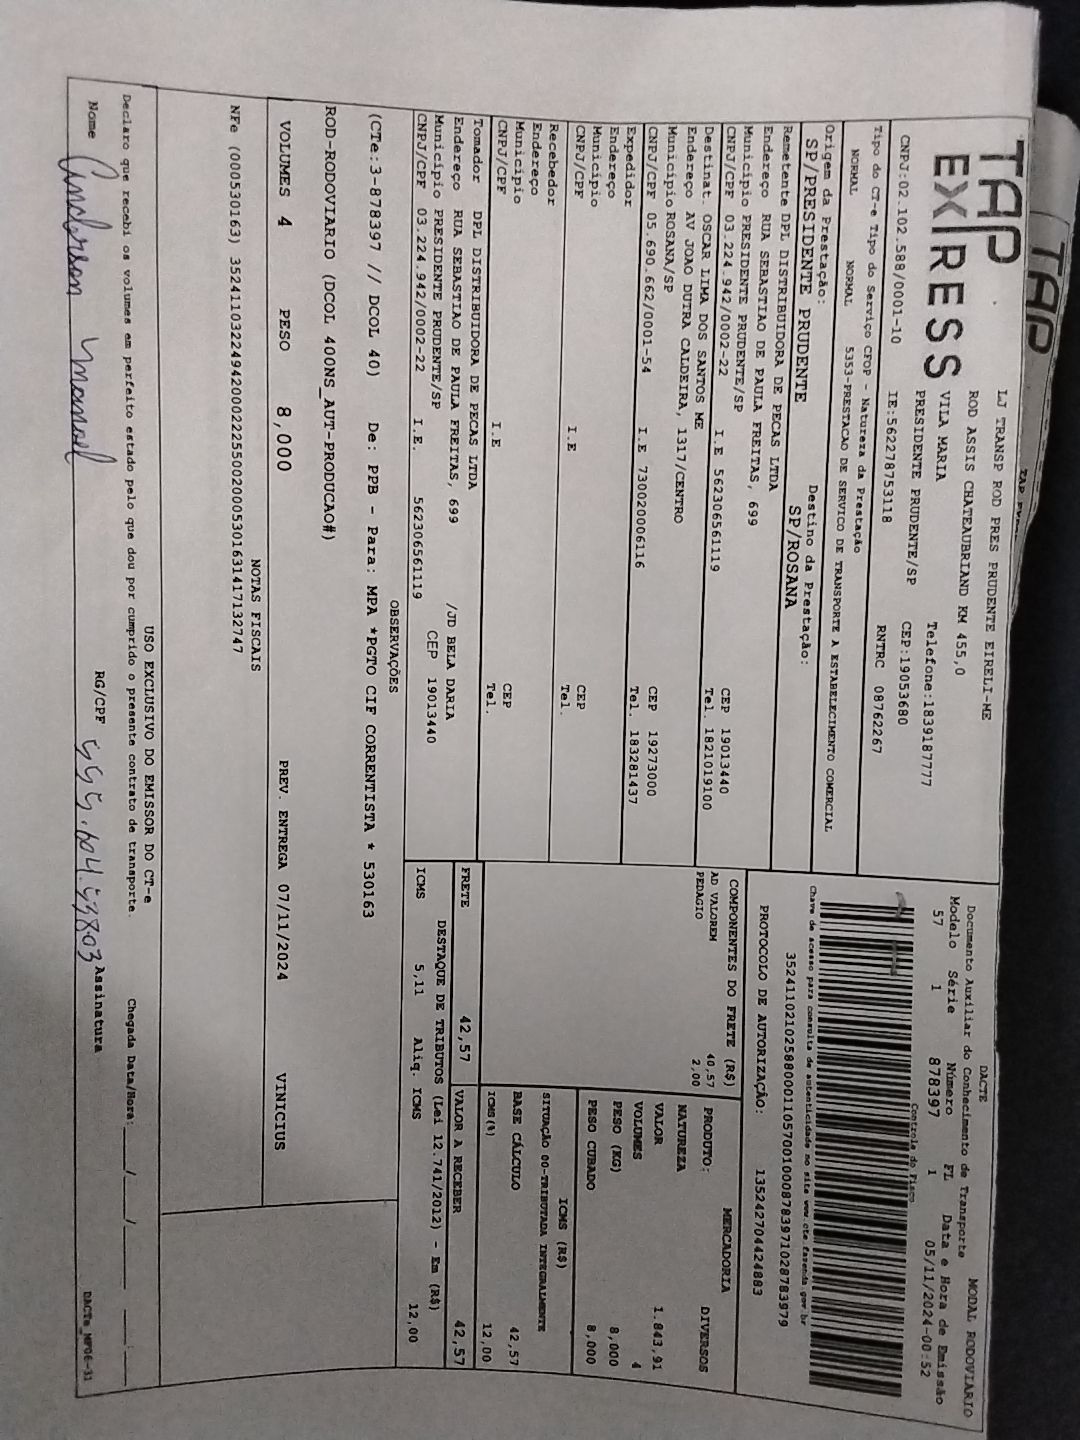 TAP
EX/RESS
LJ TRANSP ROD PRES PRUDENTE EIRELI-ME
ROD ASSIS CHATEAUBRIAND KM 455,0
VILA MARIA Telefone:1839187777
PRESIDENTE PRUDENTE/SP CEP:19053680
CNPJ:02.102.588/0001-10 IE:562278753118 RNTRC 08762267
Tipo do CT-e Tipo do Serviço CFOP - Natureza da Prestação
NORMAL NORMAL 5353-PRESTACAO DE SERVICO DE TRANSPORTE A ESTABELECIMENTO COMERCIAL
Origem da Prestação: Destino da Prestação:
SP/PRESIDENTE PRUDENTE SP/ROSANA
DACTE MODAL RODOVIARIO
Documento Auxiliar do Conhecimento de Transporte
Modelo Série Número FL Data e Hora de Emissão
57 1 878397 1 05/11/2024-00:52
Controle do Fisco
Chave de acesso para consulta de autenticidade no site www.cte.fazenda.gov.br
35241102102588000110570010008783971028783979
PROTOCOLO DE AUTORIZAÇÃO: 135242704424883
Remetente DPL DISTRIBUIDORA DE PECAS LTDA
Endereço RUA SEBASTIAO DE PAULA FREITAS, 699
Município PRESIDENTE PRUDENTE/SP CEP 19013440
CNPJ/CPF 03.224.942/0002-22 I.E 562306561119 Tel. 1821019100
Destinat. OSCAR LIMA DOS SANTOS ME
Endereço AV JOAO DUTRA CALDEIRA, 1317/CENTRO
Município ROSANA/SP CEP 19273000
CNPJ/CPF 05.690.662/0001-54 I.E 730020006116 Tel. 183281437
Expedidor
Endereço
Município CEP
CNPJ/CPF I.E Tel.
Recebedor
Endereço
Município CEP
CNPJ/CPF I.E Tel.
Tomador DPL DISTRIBUIDORA DE PECAS LTDA
Endereço RUA SEBASTIAO DE PAULA FREITAS, 699 /JD BELA DARIA
Município PRESIDENTE PRUDENTE/SP CEP 19013440
CNPJ/CPF 03.224.942/0002-22 I.E. 562306561119
COMPONENTES DO FRETE (R$)
AD VALOREM 40,57
PEDAGIO 2,00
MERCADORIA
PRODUTO: DIVERSOS
NATUREZA
VALOR 1.843,91
VOLUMES 4
PESO (KG) 8,000
PESO CUBADO 8,000
ICMS (R$)
SITUAÇÃO 00-TRIBUTADA INTEGRALMENTE
BASE CÁLCULO 42,57
ICMS(%) 12,00
FRETE 42,57 VALOR A RECEBER 42,57
DESTAQUE DE TRIBUTOS (Lei 12.741/2012) - Em (R$)
ICMS 5,11 Aliq. ICMS 12,00
OBSERVAÇÕES
(CTe:3-878397 // DCOL 40) De: PPB - Para: MPA *PGTO CIF CORRENTISTA * 530163
ROD-RODOVIARIO (DCOL 400NS_AUT-PRODUCAO#)
VOLUMES 4 PESO 8,000 PREV. ENTREGA 07/11/2024 VINICIUS
NOTAS FISCAIS
NFe (000530163) 35241103224942000222550020005301631417132747
USO EXCLUSIVO DO EMISSOR DO CT-e
Declaro que recebi os volumes em perfeito estado pelo que dou por cumprido o presente contrato de transporte. Chegada Data/Hora: ___/___/___ ___:___
Nome Anderson Manoel RG/CPF Assinatura
DACTe_MP06-31
TAP